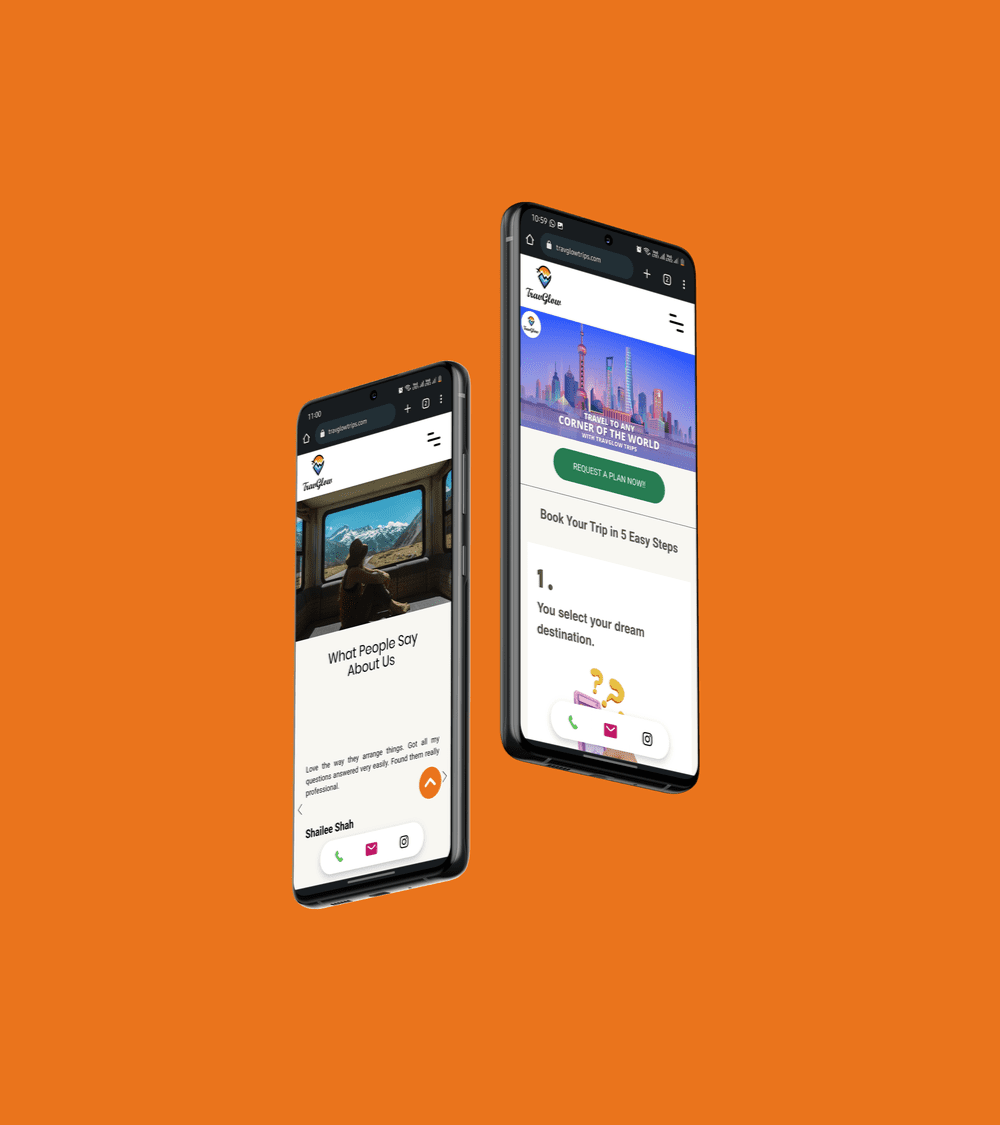 11:00
2
travglowtrips.com
TravGlow
What People Say
About Us
Love the way they arrange things. Got all my
questions answered very easily. Found them really
professional.
Shailee Shah
10:59
2
travglowtrips.com
TravGlow
TravGlow
TRAVEL TO ANY
CORNER OF THE WORLD
WITH TRAVGLOW TRIPS
REQUEST A PLAN NOW!!
Book Your Trip in 5 Easy Steps
1.
You select your dream
destination.